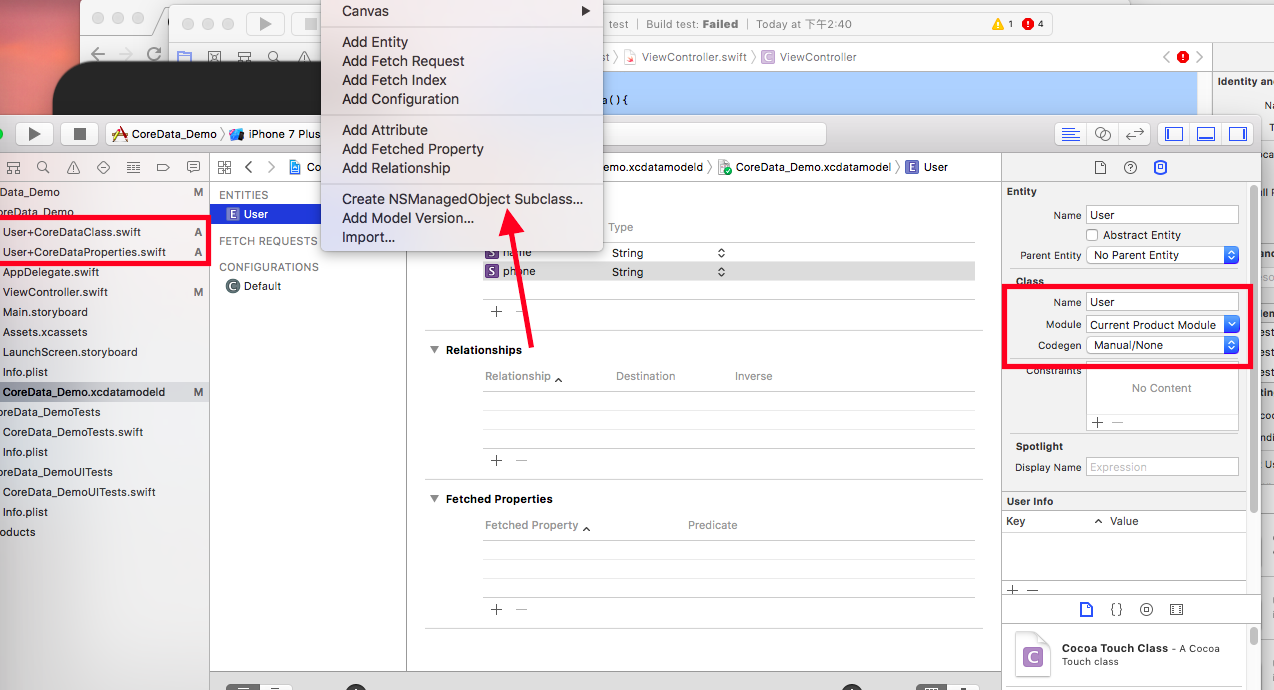 Canvas
test | Build test: Failed | Today at 下午2:40
1
4
Add Entity
Add Fetch Request
Add Fetch Index
Add Configuration
ViewController.swift
ViewController
Identity and
a(){
Add Attribute
Add Fetched Property
Add Relationship
CoreData_Demo
iPhone 7 Plus
Create NSManagedObject Subclass...
Add Model Version...
Import...
emo.xcdatamodeld
CoreData_Demo.xcdatamodel
User
Data_Demo M
oreData_Demo
User+CoreDataClass.swift A
User+CoreDataProperties.swift A
AppDelegate.swift
ViewController.swift M
Main.storyboard
Assets.xcassets
LaunchScreen.storyboard
Info.plist
CoreData_Demo.xcdatamodeld M
oreData_DemoTests
CoreData_DemoTests.swift
Info.plist
oreData_DemoUITests
CoreData_DemoUITests.swift
Info.plist
oducts
ENTITIES
E User
FETCH REQUESTS
CONFIGURATIONS
C Default
Type
S name String
S phone String
Relationships
Relationship Destination Inverse
Fetched Properties
Fetched Property Predicate
Entity
Name User
Abstract Entity
Parent Entity No Parent Entity
Class
Name User
Module Current Product Module
Codegen Manual/None
Constraints
No Content
Spotlight
Display Name Expression
User Info
Key Value
C
Cocoa Touch Class - A Cocoa
Touch class